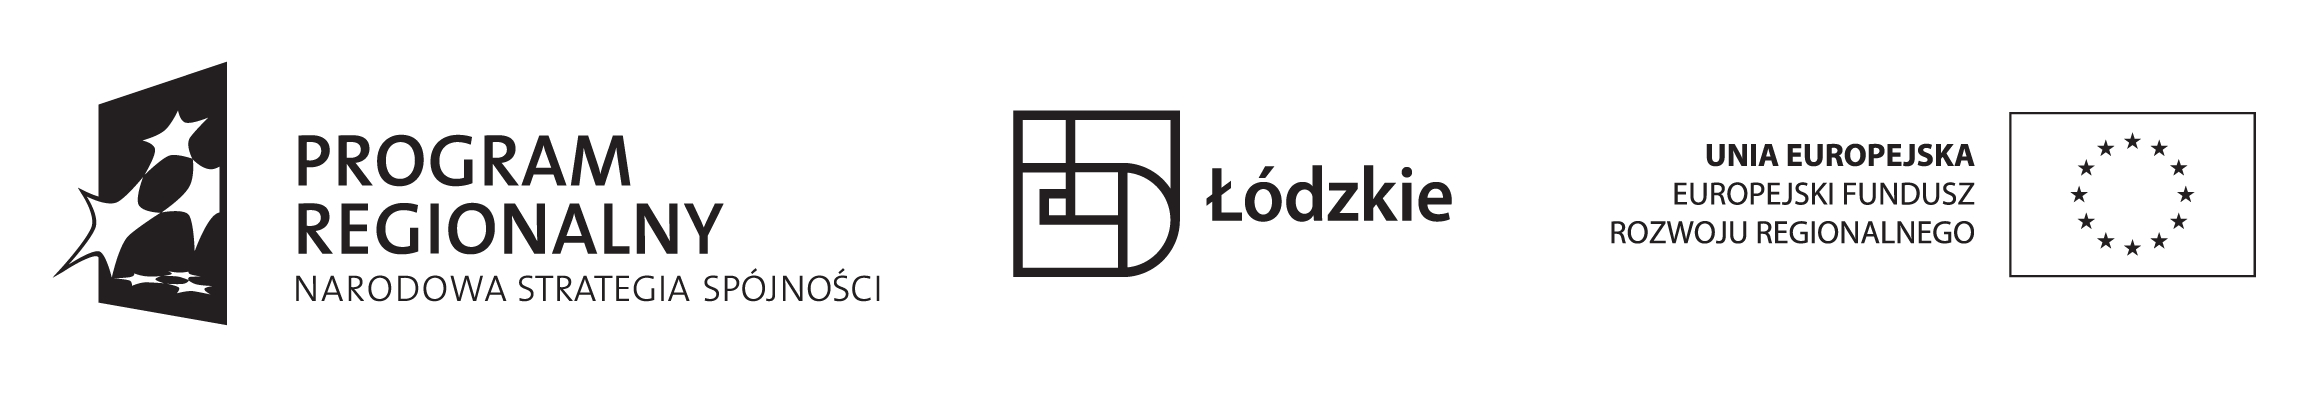 PROGRAM
REGIONALNY
NARODOWA STRATEGIA SPÓJNOŚCI
Łódzkie
UNIA EUROPEJSKA
EUROPEJSKI FUNDUSZ
ROZWOJU REGIONALNEGO